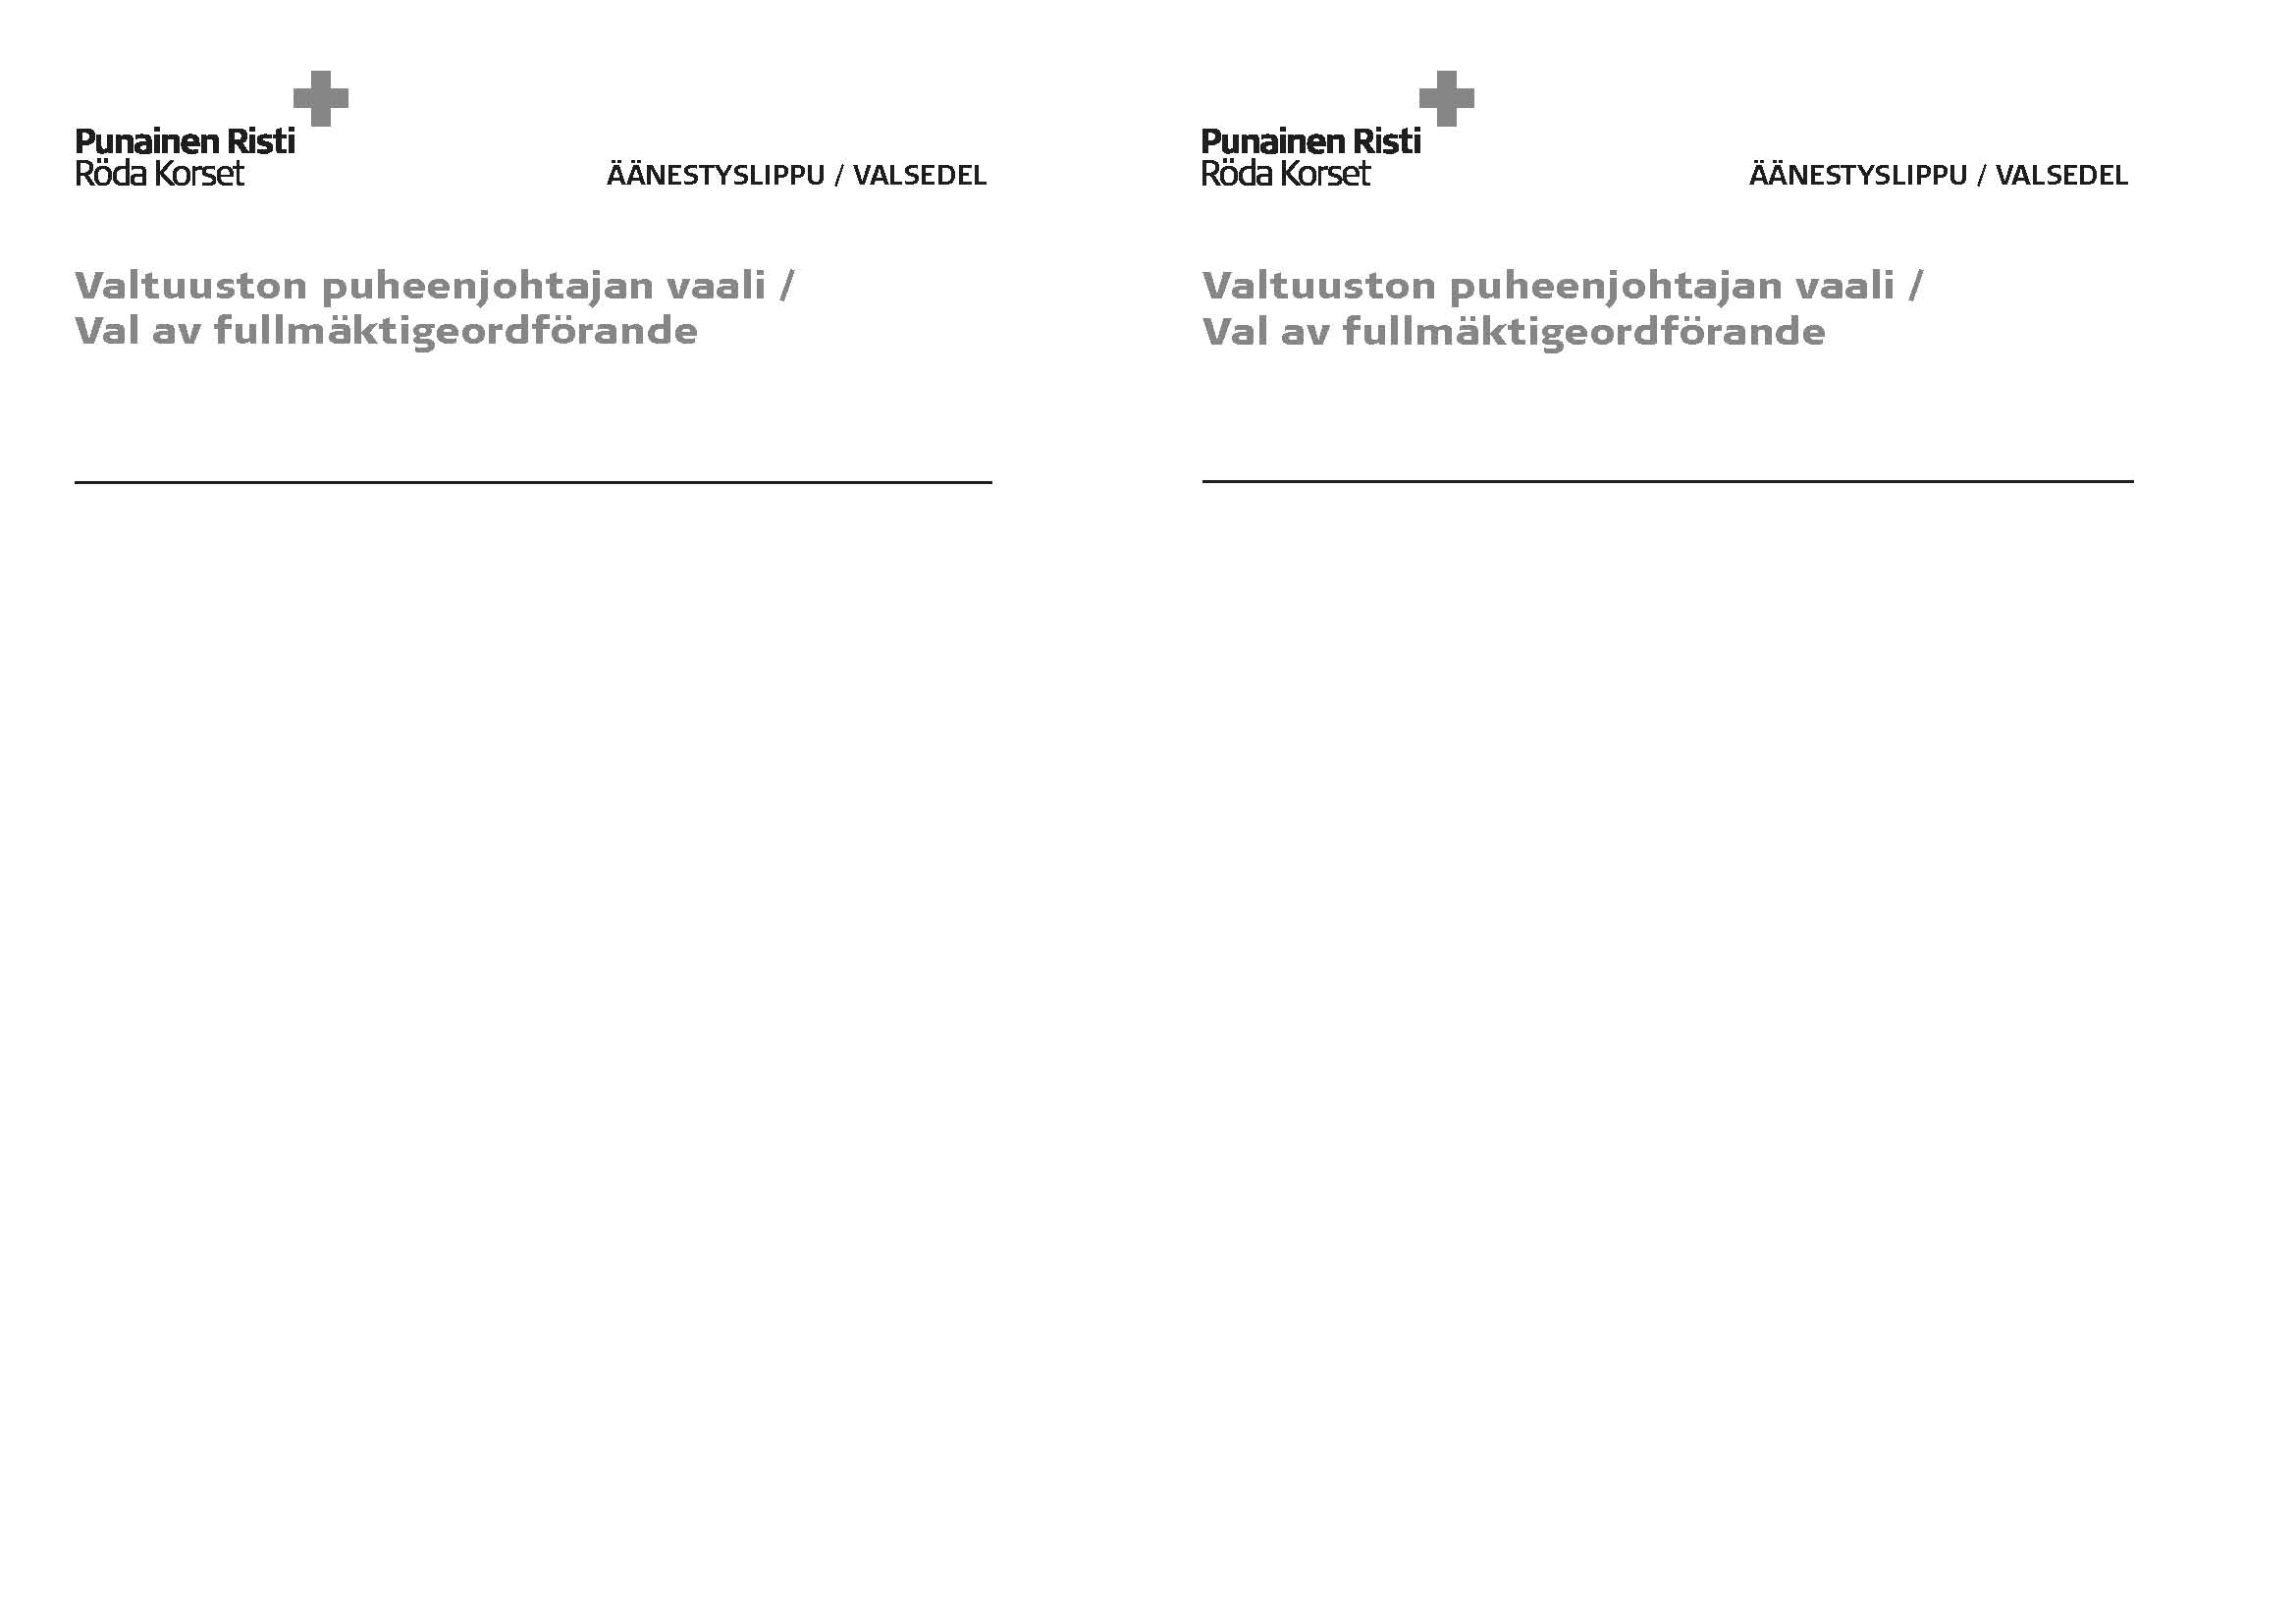 Punainen Risti
Röda Korset
ÄÄNESTYSLIPPU / VALSEDEL
Valtuuston puheenjohtajan vaali /
Val av fullmäktigeordförande
Punainen Risti
Röda Korset
ÄÄNESTYSLIPPU / VALSEDEL
Valtuuston puheenjohtajan vaali /
Val av fullmäktigeordförande